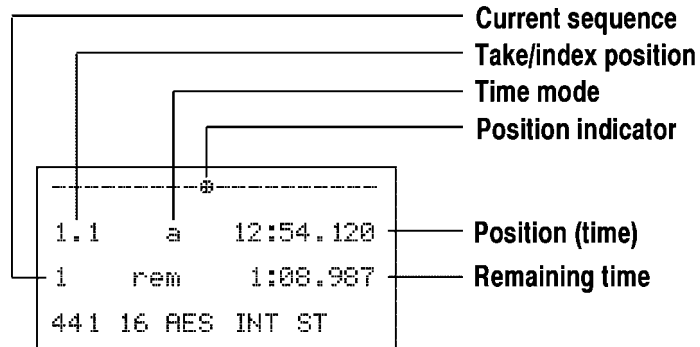 Current sequence
Take/index position
Time mode
Position indicator
1.1 a 12:54.120
Position (time)
1 rem 1:08.987
Remaining time
441 16 AES INT ST